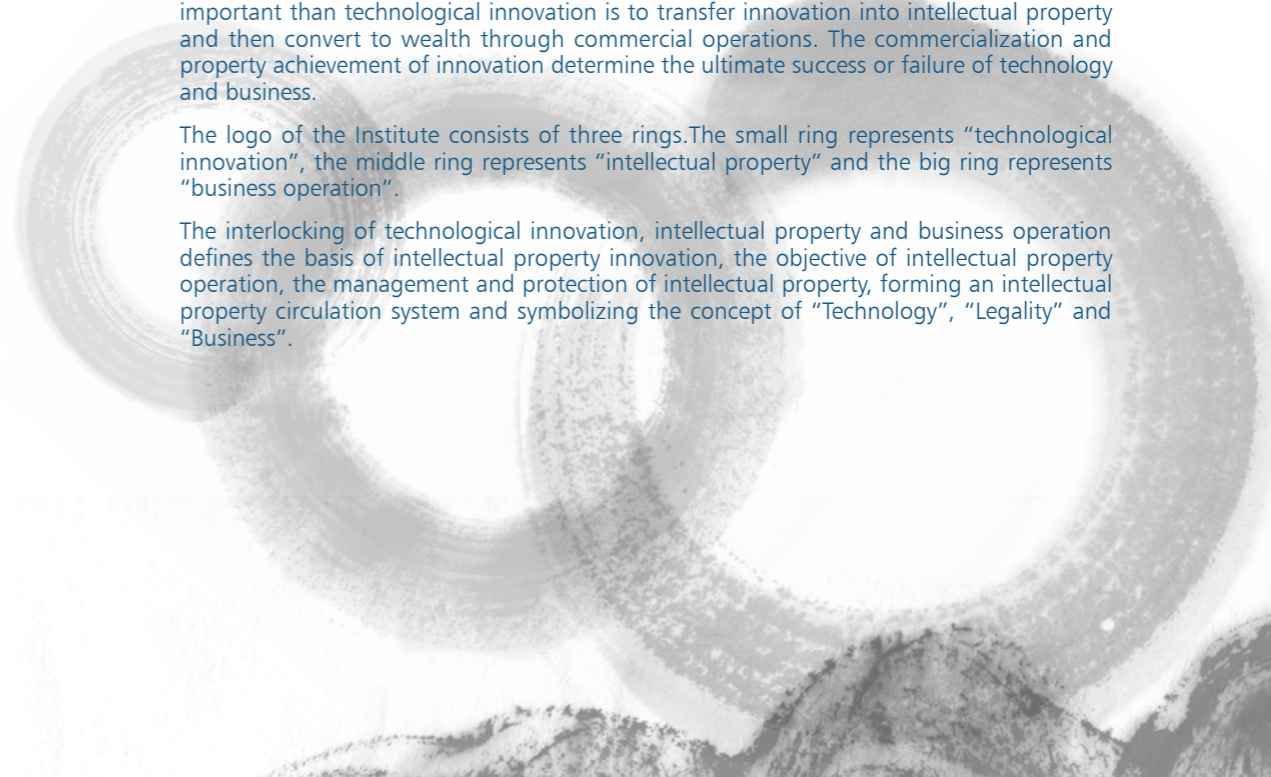 important than technological innovation is to transfer innovation into intellectual property
and then convert to wealth through commercial operations. The commercialization and
property achievement of innovation determine the ultimate success or failure of technology
and business.
The logo of the Institute consists of three rings.The small ring represents “technological
innovation”, the middle ring represents “intellectual property” and the big ring represents
“business operation”.
The interlocking of technological innovation, intellectual property and business operation
defines the basis of intellectual property innovation, the objective of intellectual property
operation, the management and protection of intellectual property, forming an intellectual
property circulation system and symbolizing the concept of “Technology”, “Legality” and
“Business”.